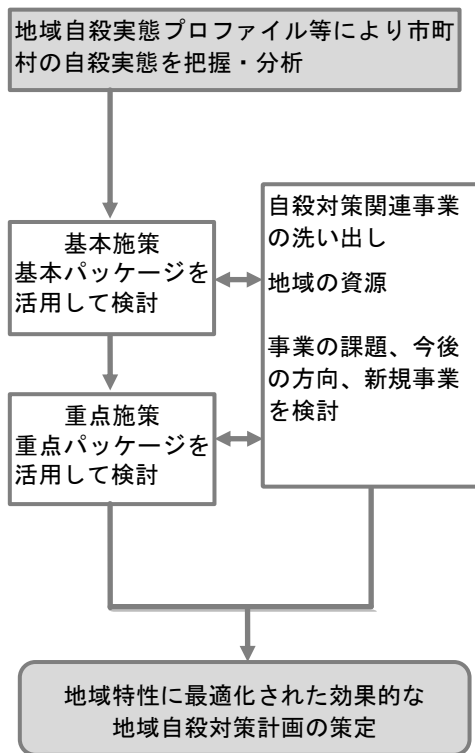 地域自殺実態プロファイル等により市町
村の自殺実態を把握・分析
基本施策
基本パッケージを
活用して検討
重点施策
重点パッケージを
活用して検討
自殺対策関連事業
の洗い出し
地域の資源
事業の課題、今後
の方向、新規事業
を検討
地域特性に最適化された効果的な
地域自殺対策計画の策定